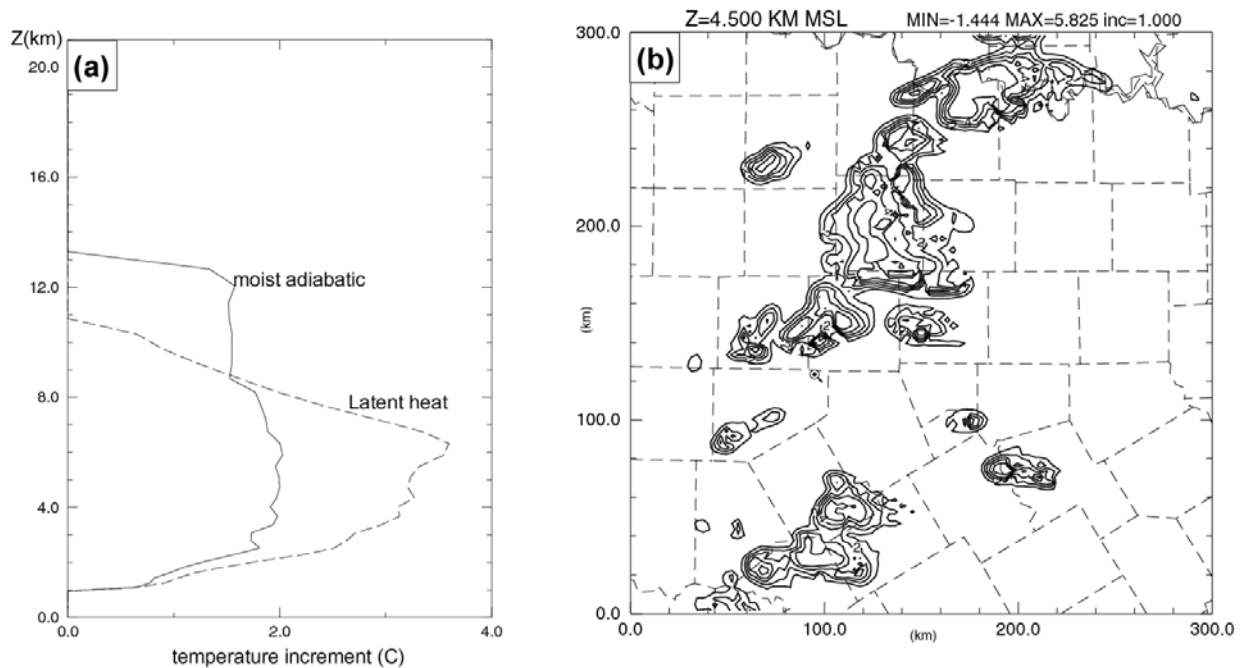 Z(km)
(a)
20.0
16.0
12.0
8.0
4.0
0.0
moist adiabatic
Latent heat
0.0 2.0 4.0
temperature increment (C)
Z=4.500 KM MSL MIN=-1.444 MAX=5.825 inc=1.000
(b)
300.0
200.0
100.0
0.0
(km)
0.0 100.0 200.0 300.0
(km)